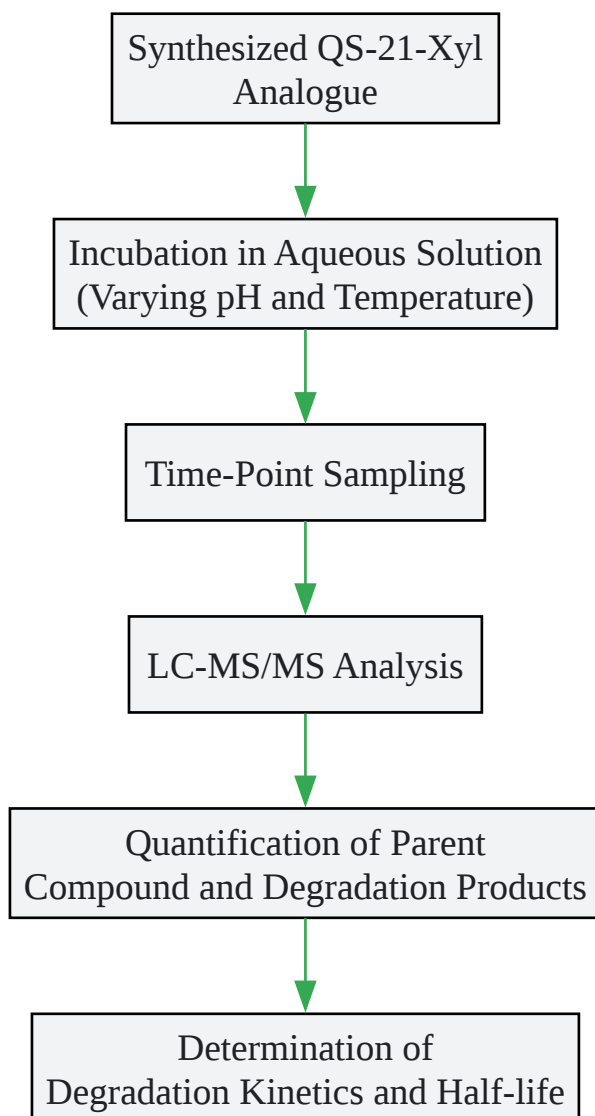 Synthesized QS-21-Xyl
Analogue
Incubation in Aqueous Solution
(Varying pH and Temperature)
Time-Point Sampling
LC-MS/MS Analysis
Quantification of Parent
Compound and Degradation Products
Determination of
Degradation Kinetics and Half-life